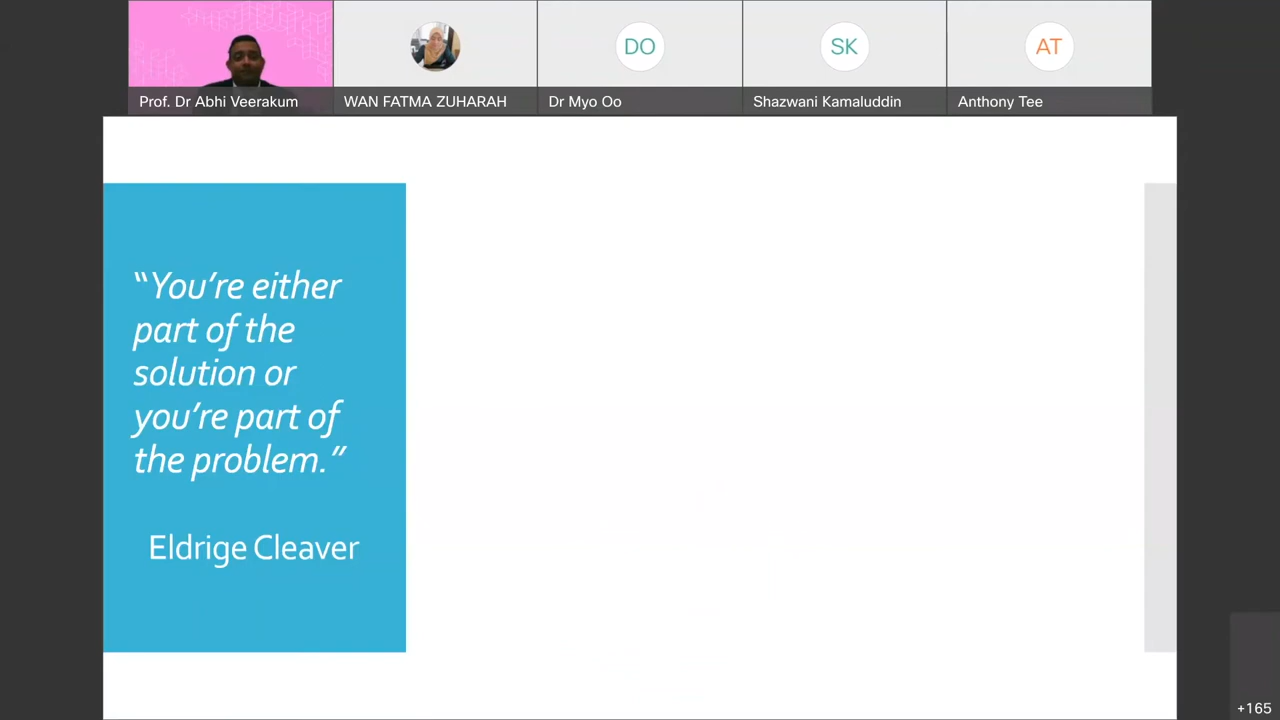 DO
SK
AT
Prof. Dr Abhi Veerakum
WAN FATMA ZUHARAH
Dr Myo Oo
Shazwani Kamaluddin
Anthony Tee
“You’re either
part of the
solution or
you’re part of
the problem.”
Eldrige Cleaver
+165